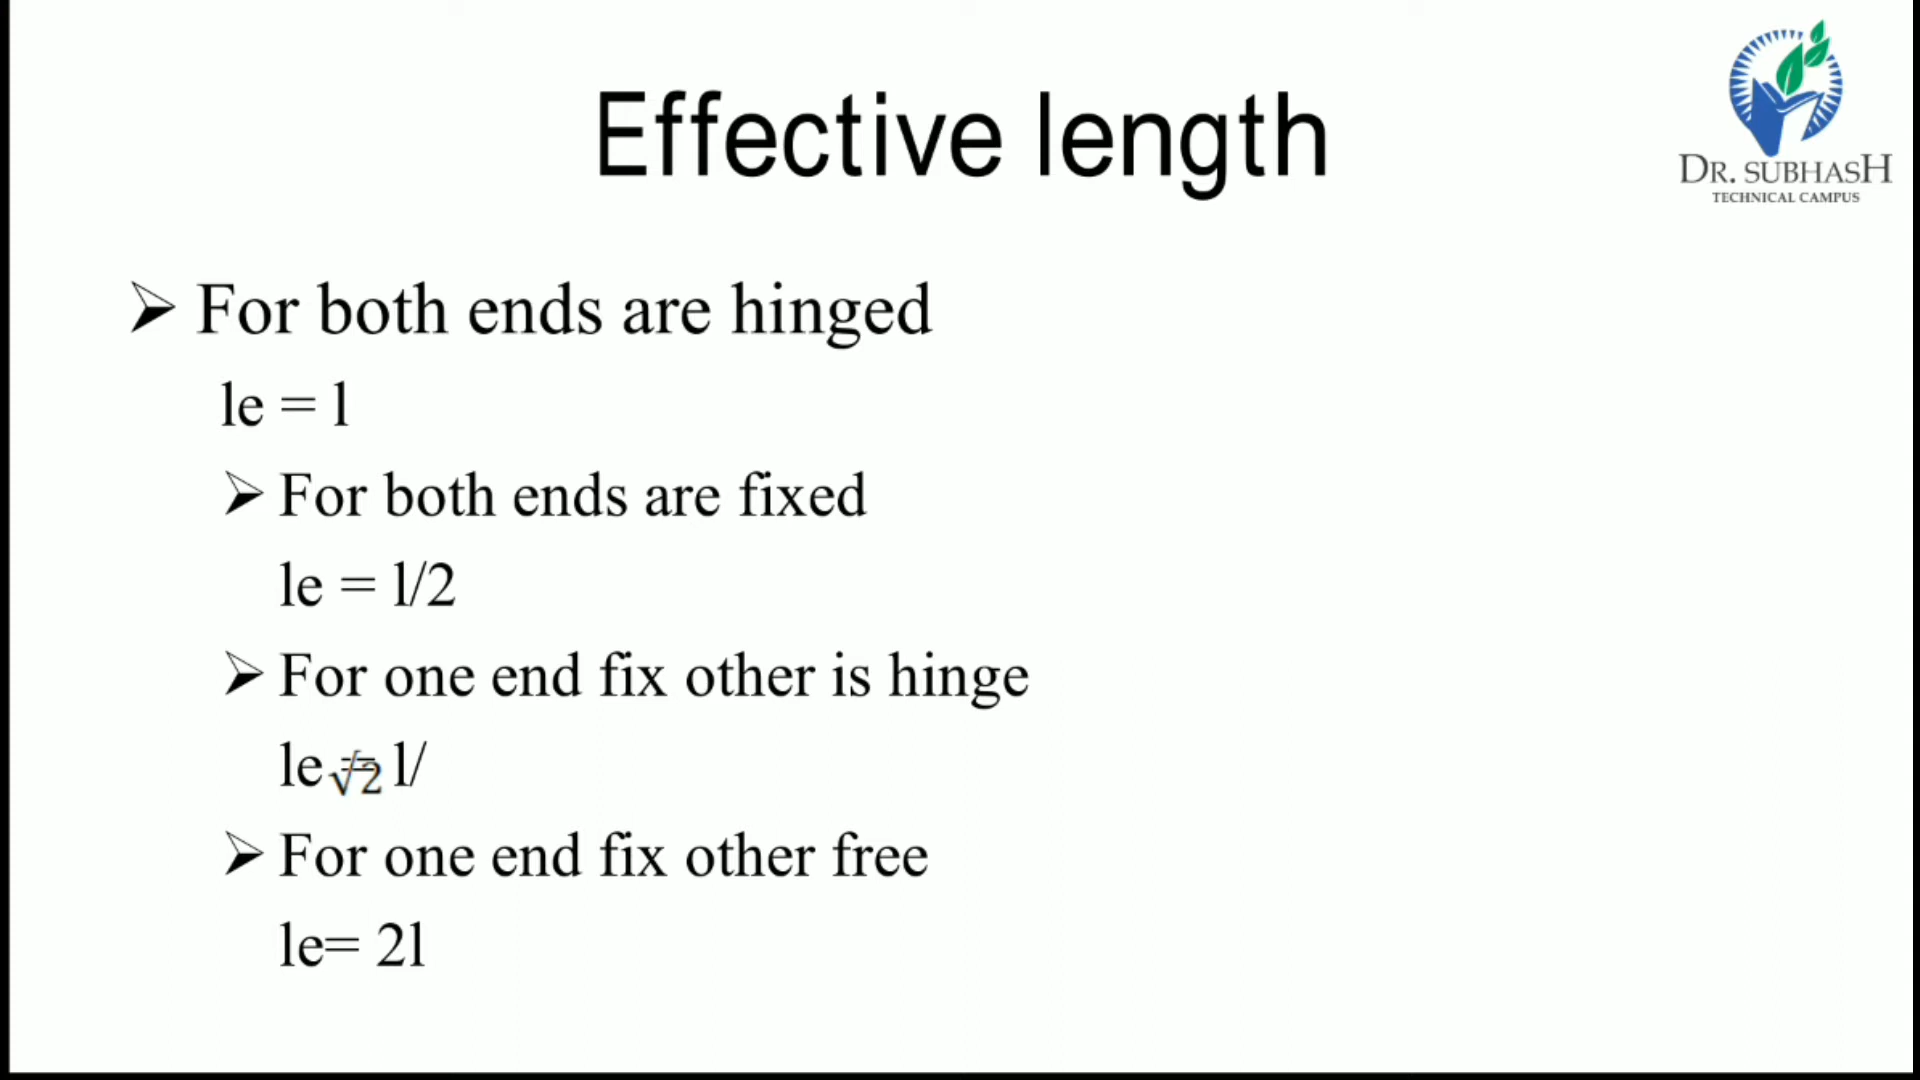 Effective length
DR. SUBHASH
TECHNICAL CAMPUS
➢ For both ends are hinged
le = l
➢ For both ends are fixed
le = l/2
➢ For one end fix other is hinge
le = l/√2
➢ For one end fix other free
le= 2l